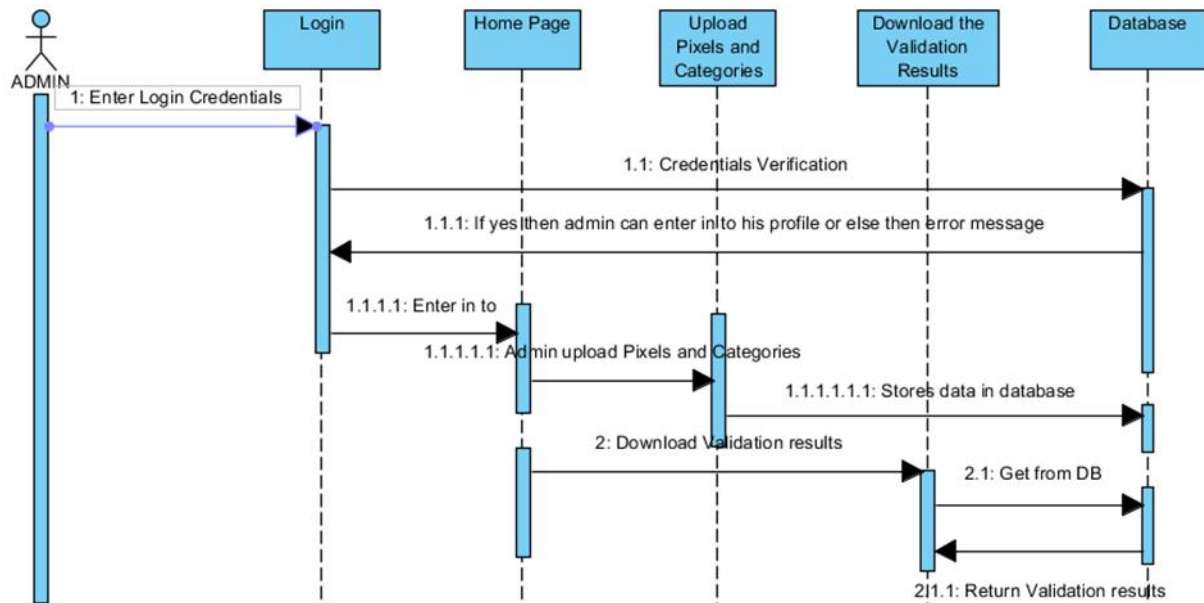 Login
Home Page
Upload
Pixels and
Categories
Download the
Validation
Results
Database
ADMIN
1: Enter Login Credentials
1.1: Credentials Verification
1.1.1: If yes then admin can enter in to his profile or else then error message
1.1.1.1: Enter in to
1.1.1.1.1: Admin upload Pixels and Categories
1.1.1.1.1.1: Stores data in database
2: Download Validation results
2.1: Get from DB
2.1.1: Return Validation results